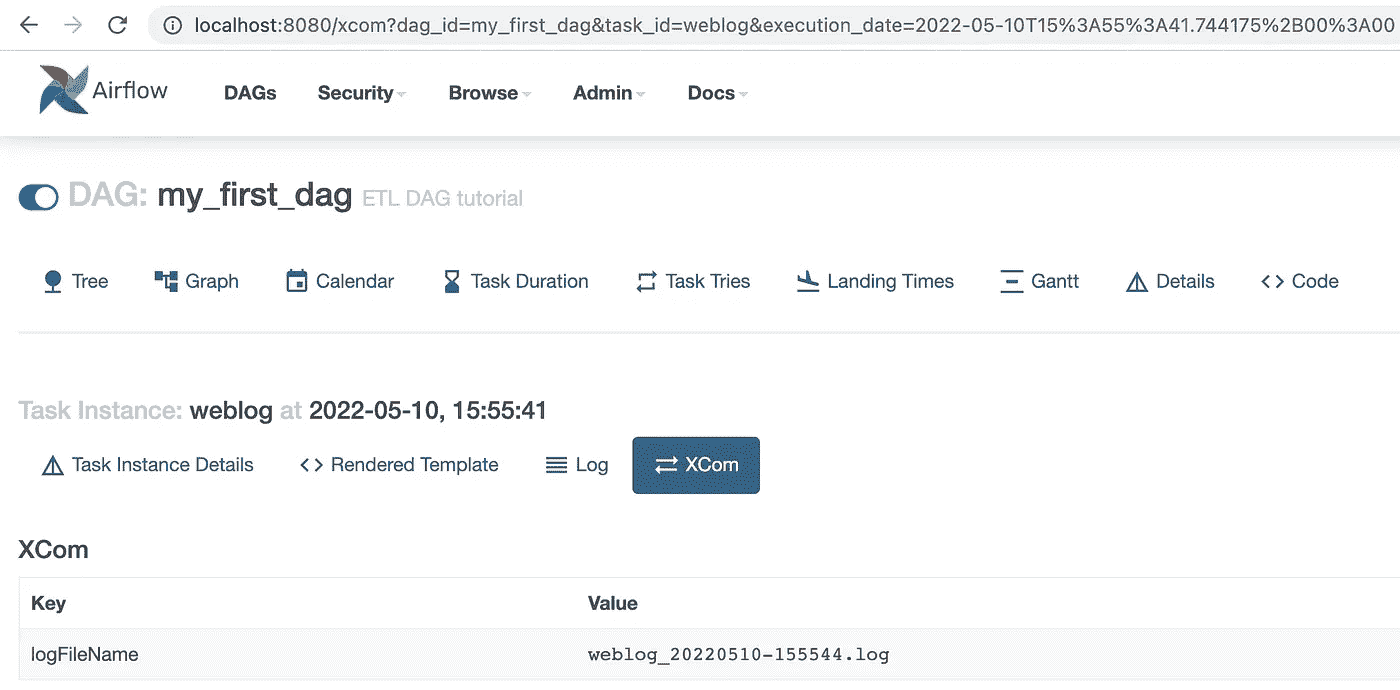 localhost:8080/xcom?dag_id=my_first_dag&task_id=weblog&execution_date=2022-05-10T15%3A55%3A41.744175%2B00%3A00
Airflow DAGs Security Browse Admin Docs
DAG: my_first_dag ETL DAG tutorial
Tree Graph Calendar Task Duration Task Tries Landing Times Gantt Details Code
Task Instance: weblog at 2022-05-10, 15:55:41
Task Instance Details Rendered Template Log XCom
XCom
Key Value
logFileName weblog_20220510-155544.log